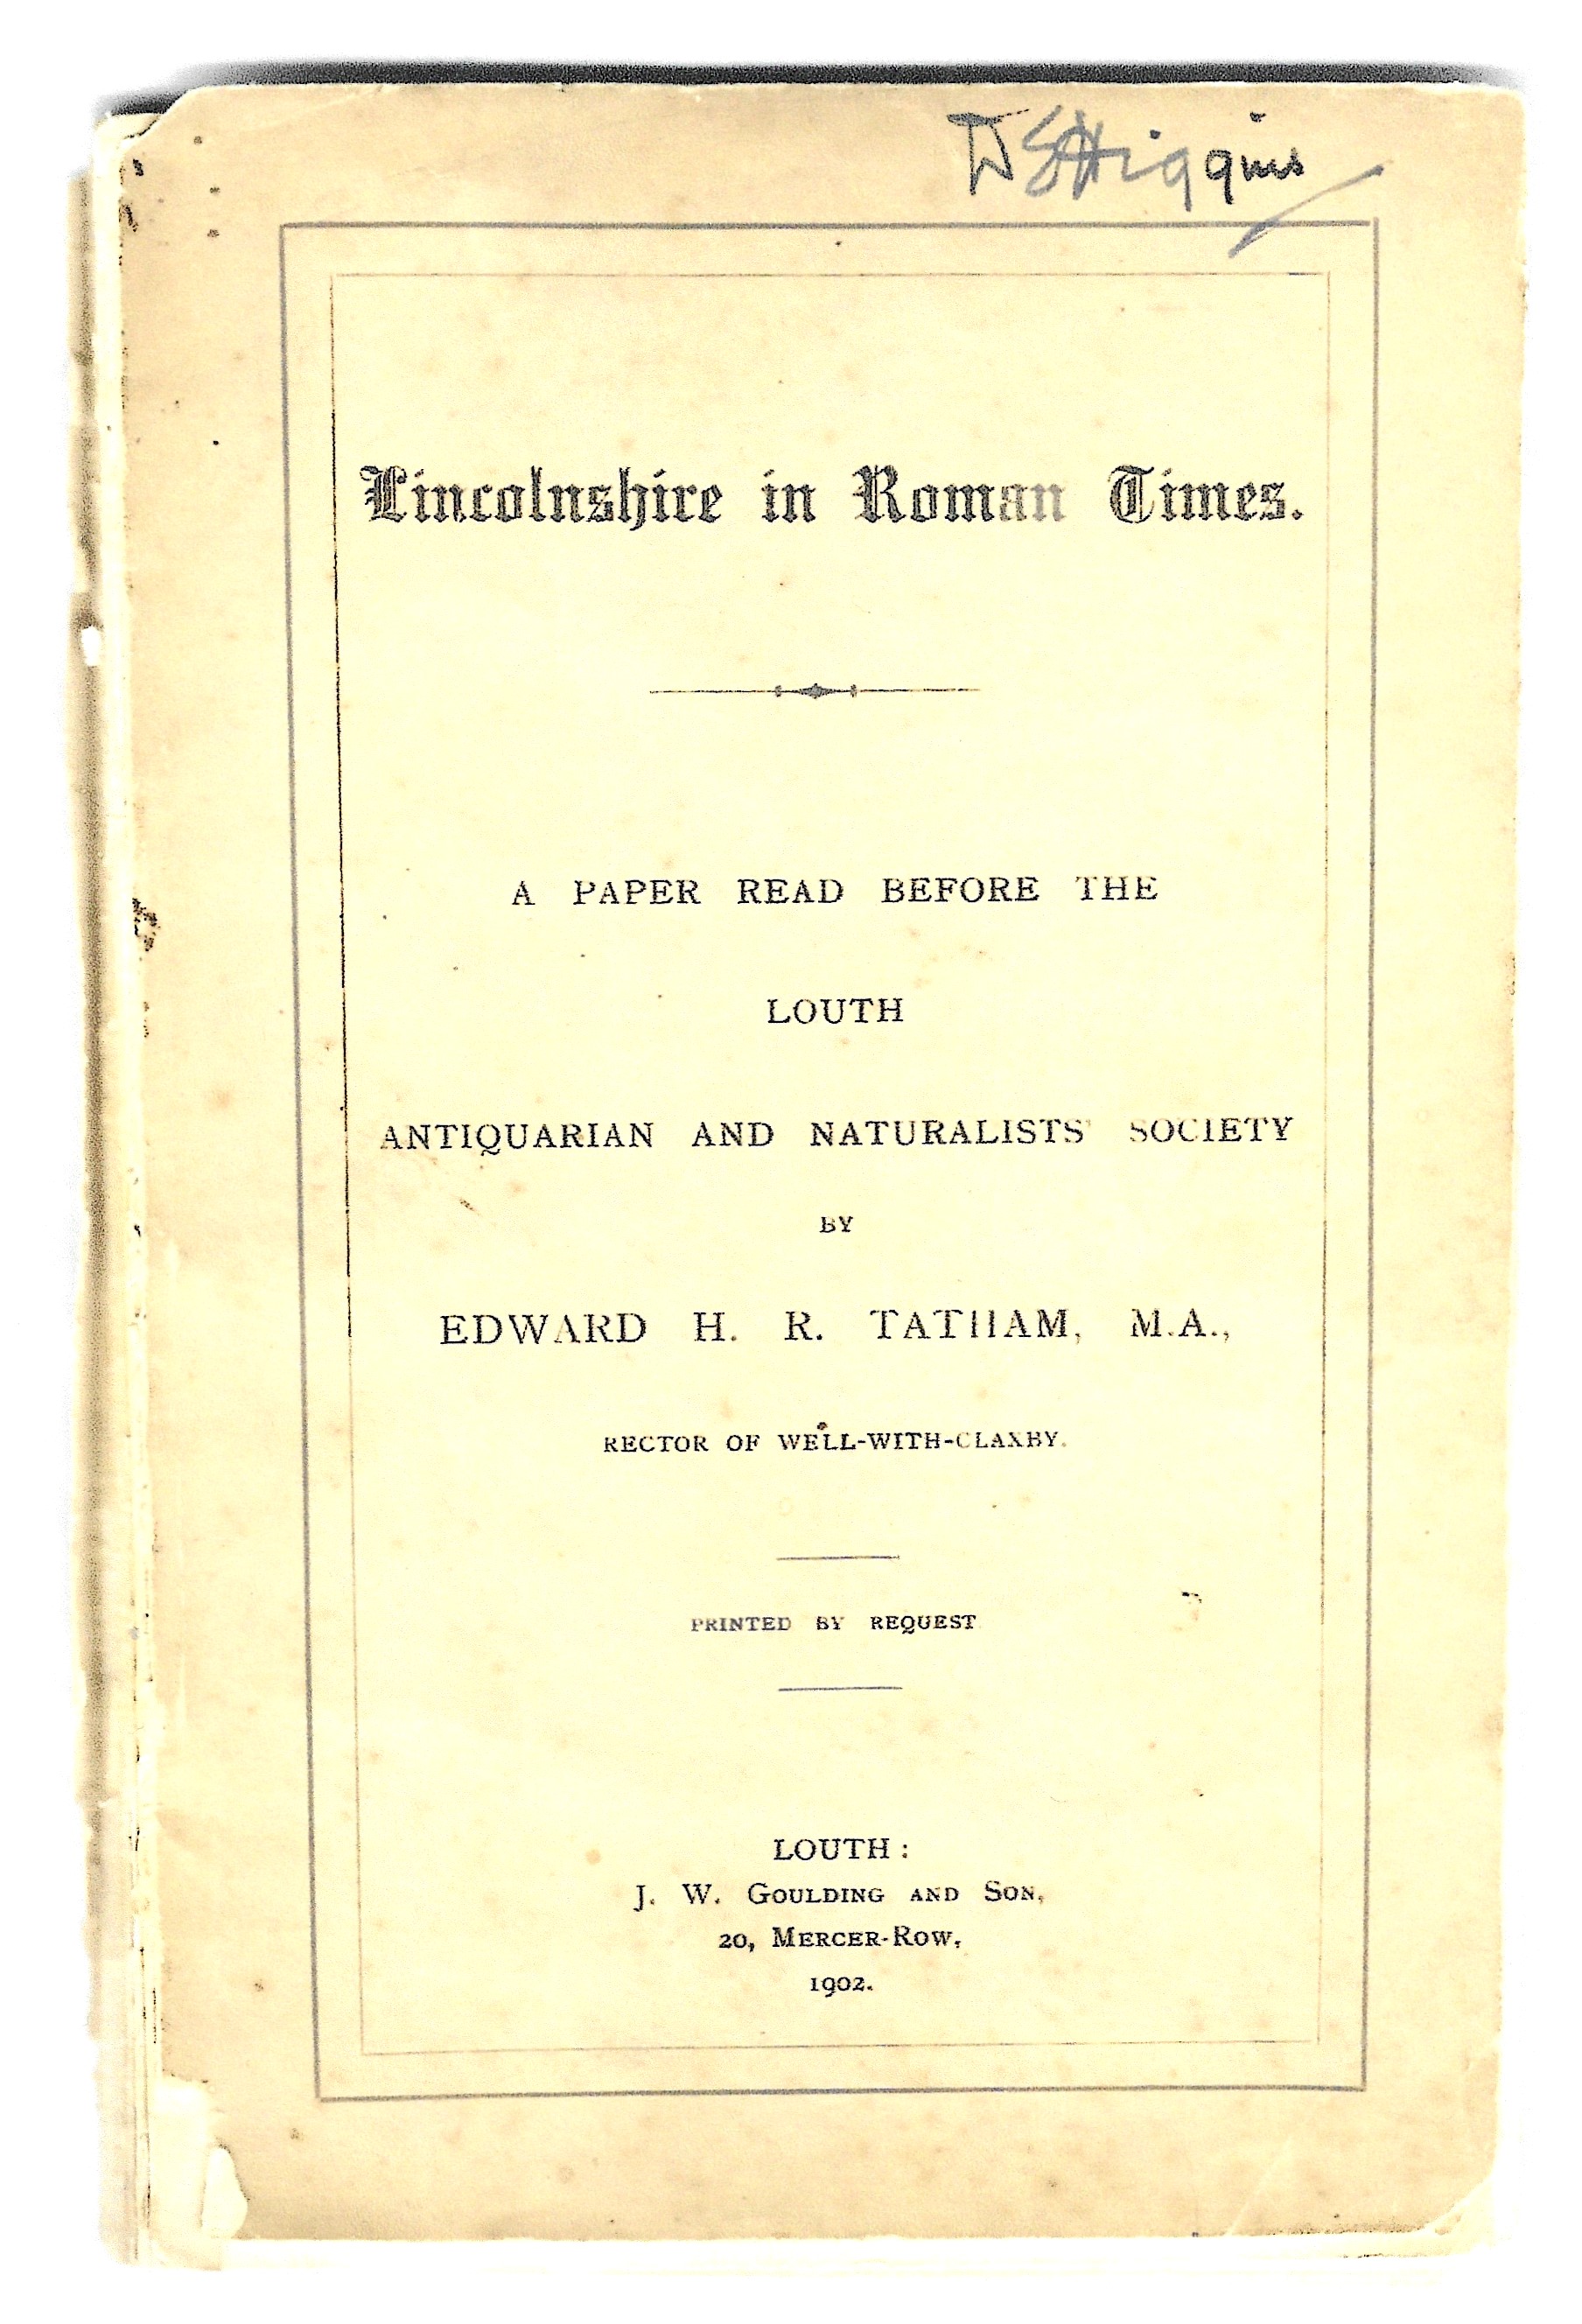 DSHiggins
Lincolnshire in Roman Times.
A PAPER READ BEFORE THE
LOUTH
ANTIQUARIAN AND NATURALISTS' SOCIETY
BY
EDWARD H. R. TATHAM, M.A.,
RECTOR OF WELL-WITH-CLAXBY.
PRINTED BY REQUEST
LOUTH:
J. W. GOULDING AND SON,
20, MERCER-ROW,
1902.